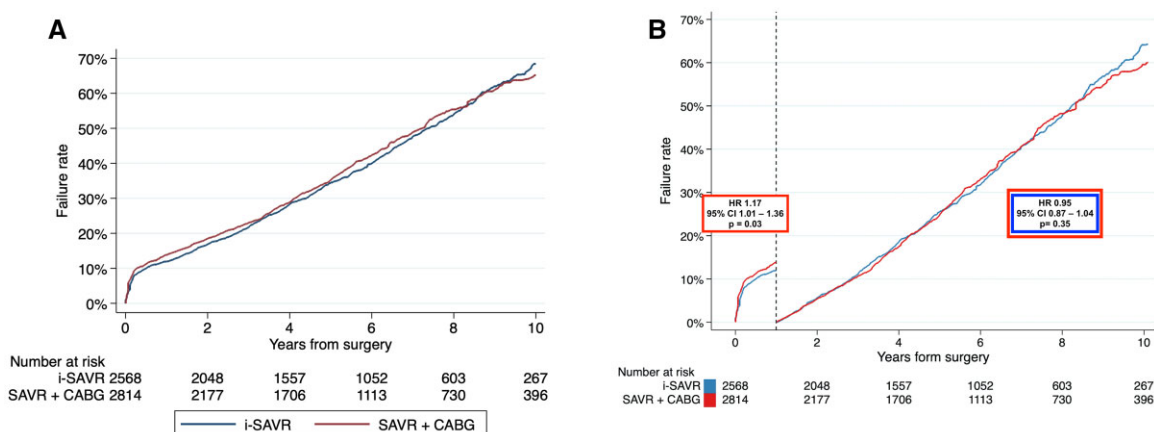 A
Failure rate
70%
60%
50%
40%
30%
20%
10%
0%
0 2 4 6 8 10
Years from surgery
Number at risk
i-SAVR 2568 2048 1557 1052 603 267
SAVR + CABG 2814 2177 1706 1113 730 396
i-SAVR SAVR + CABG
B
Failure rate
70%
60%
50%
40%
30%
20%
10%
0%
HR 1.17
95% CI 1.01 – 1.36
p = 0.03
HR 0.95
95% CI 0.87 – 1.04
p= 0.35
0 2 4 6 8 10
Years form surgery
Number at risk
i-SAVR 2568 2048 1557 1052 603 267
SAVR + CABG 2814 2177 1706 1113 730 396